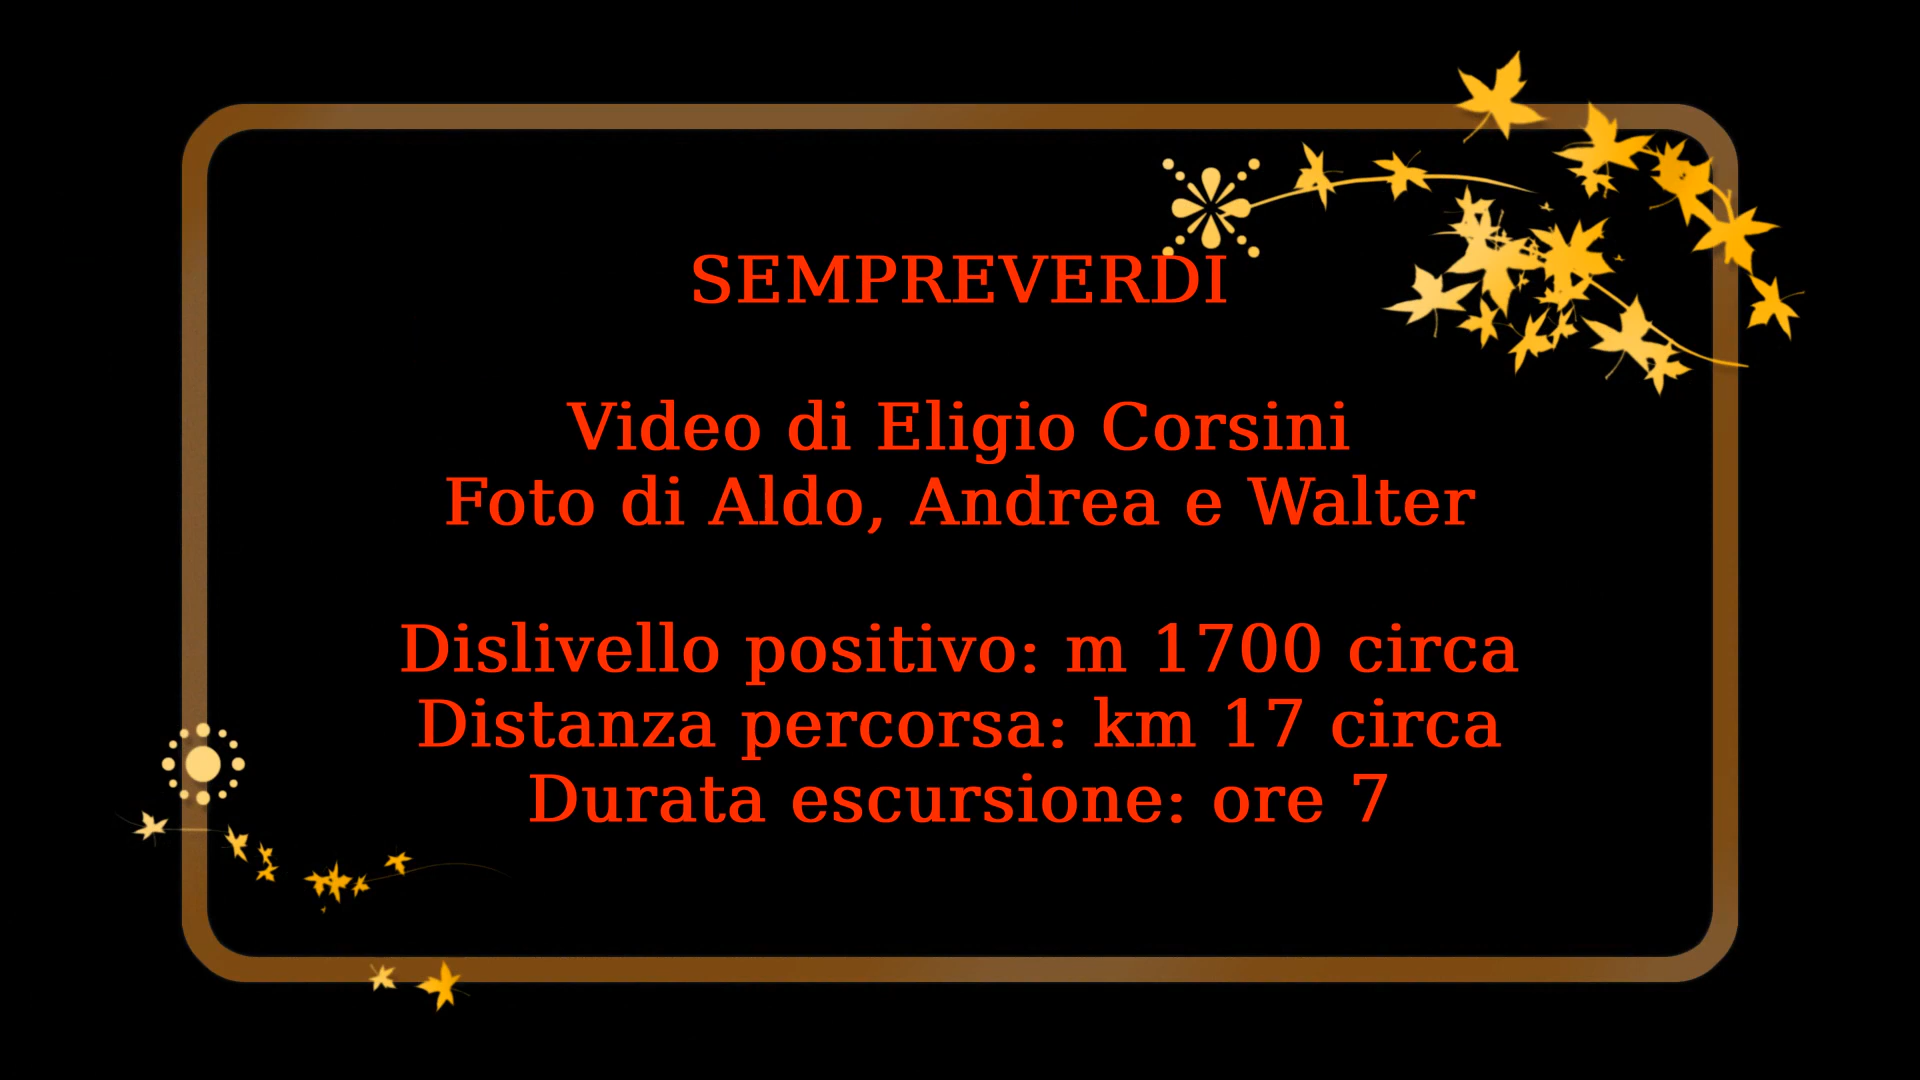 SEMPREVERDI
Video di Eligio Corsini
Foto di Aldo, Andrea e Walter
Dislivello positivo: m 1700 circa
Distanza percorsa: km 17 circa
Durata escursione: ore 7